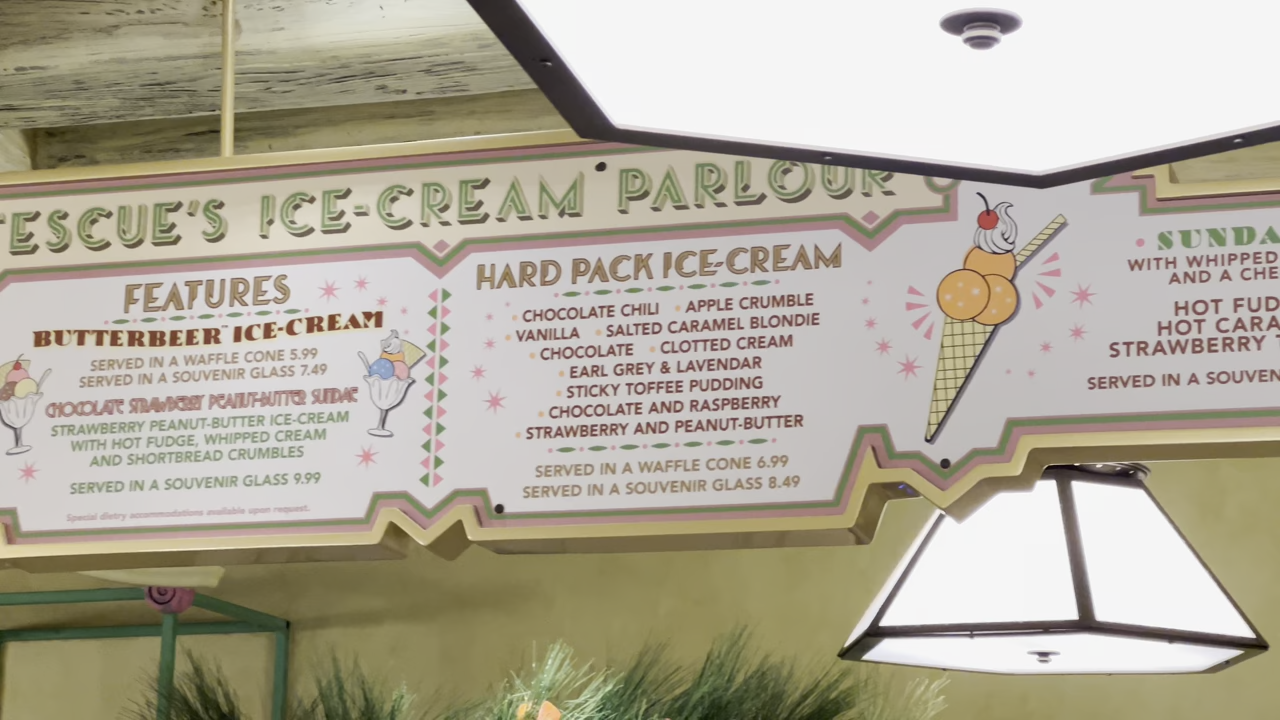 ESCUE'S ICE-CREAM PARLOUR
FEATURES
BUTTERBEER™ ICE-CREAM
SERVED IN A WAFFLE CONE 5.99
SERVED IN A SOUVENIR GLASS 7.49
CHOCOLATE STRAWBERRY PEANUT-BUTTER SUNDAE
STRAWBERRY PEANUT-BUTTER ICE-CREAM
WITH HOT FUDGE, WHIPPED CREAM
AND SHORTBREAD CRUMBLES
SERVED IN A SOUVENIR GLASS 9.99
Special dietry accommodations available upon request.
HARD PACK ICE-CREAM
CHOCOLATE CHILI • APPLE CRUMBLE
VANILLA • SALTED CARAMEL BLONDIE
• CHOCOLATE • CLOTTED CREAM
• EARL GREY & LAVENDAR
• STICKY TOFFEE PUDDING
• CHOCOLATE AND RASPBERRY
• STRAWBERRY AND PEANUT-BUTTER
SERVED IN A WAFFLE CONE 6.99
SERVED IN A SOUVENIR GLASS 8.49
• SUNDA
WITH WHIPPED
AND A CHE
HOT FUD
HOT CARA
STRAWBERRY T
SERVED IN A SOUVEN